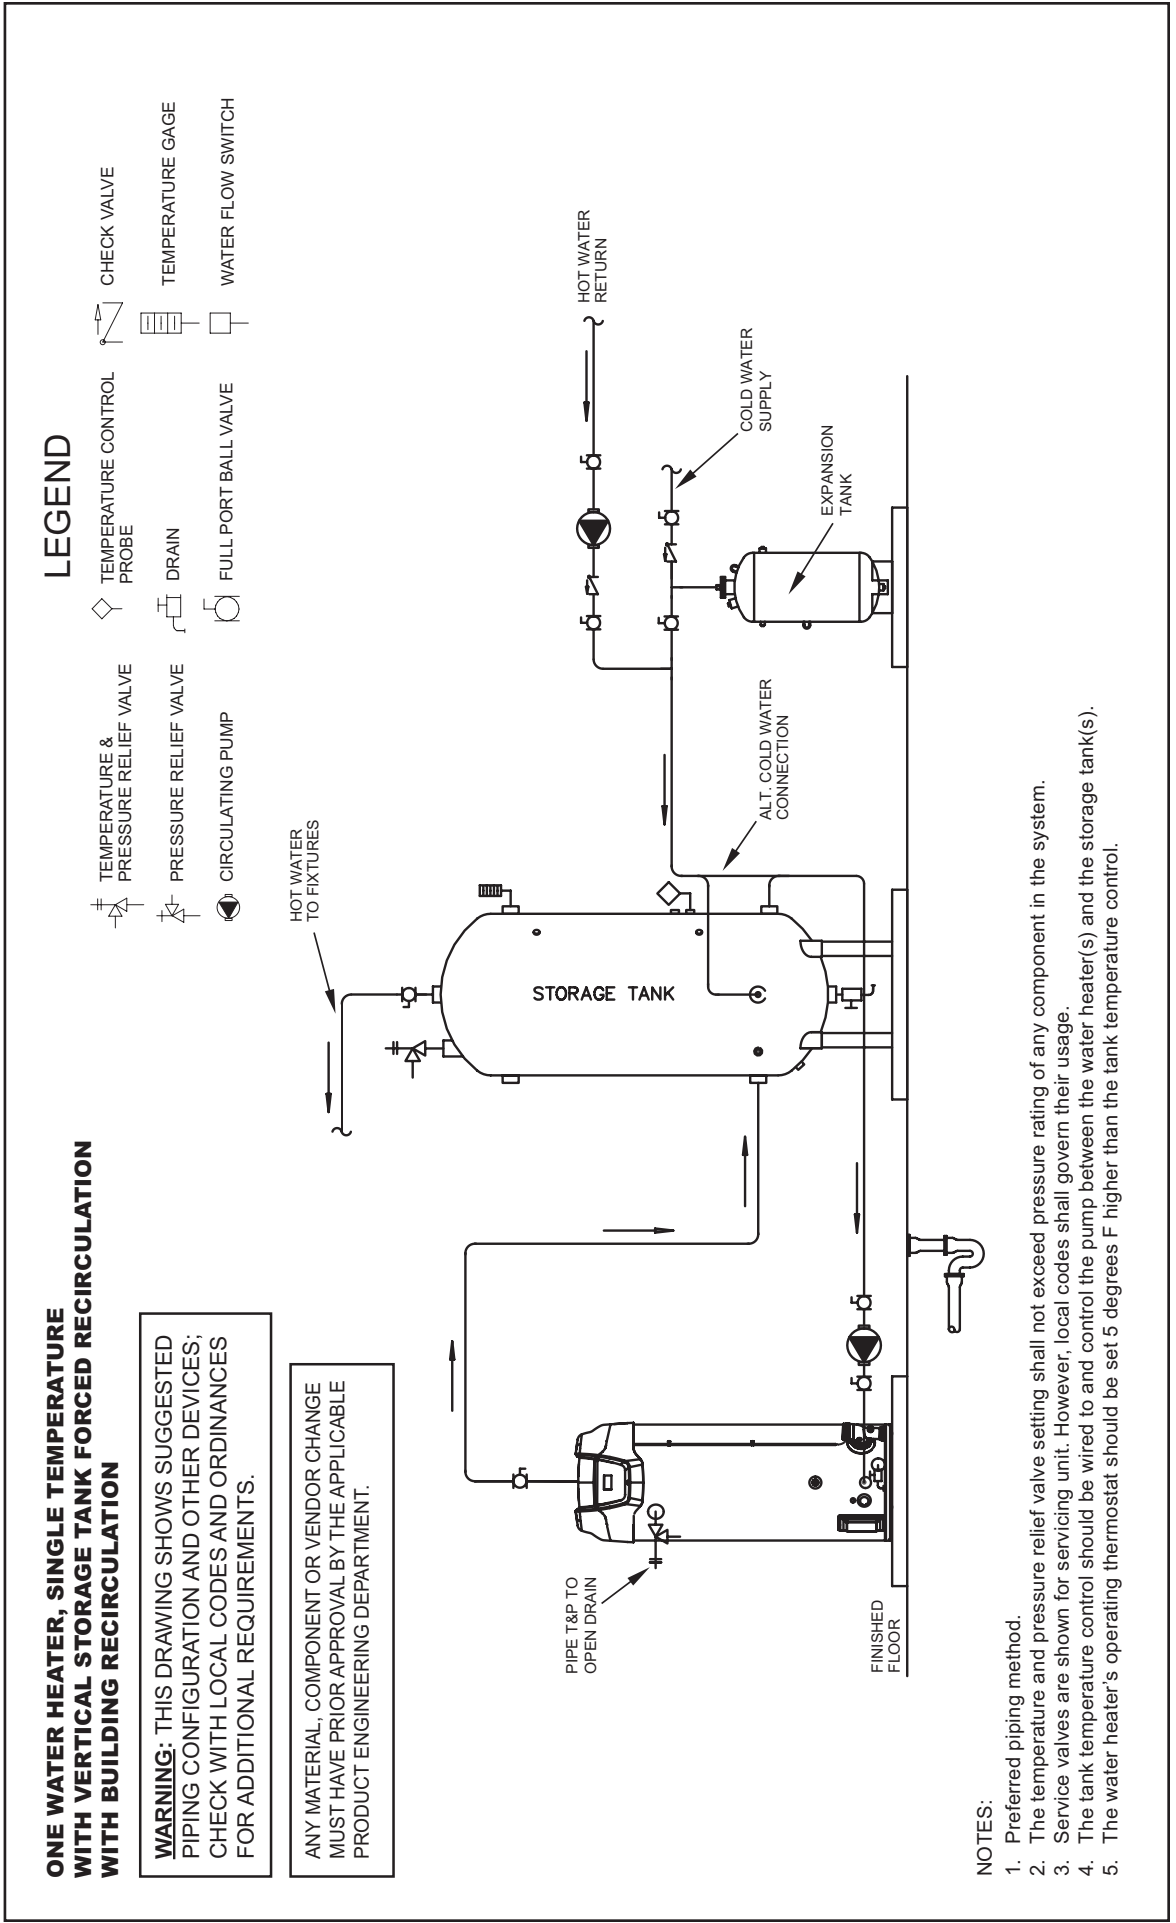 ONE WATER HEATER, SINGLE TEMPERATURE
WITH VERTICAL STORAGE TANK FORCED RECIRCULATION
WITH BUILDING RECIRCULATION
WARNING: THIS DRAWING SHOWS SUGGESTED
PIPING CONFIGURATION AND OTHER DEVICES;
CHECK WITH LOCAL CODES AND ORDINANCES
FOR ADDITIONAL REQUIREMENTS.
ANY MATERIAL, COMPONENT OR VENDOR CHANGE
MUST HAVE PRIOR APPROVAL BY THE APPLICABLE
PRODUCT ENGINEERING DEPARTMENT.
LEGEND
TEMPERATURE &
PRESSURE RELIEF VALVE
TEMPERATURE CONTROL
PROBE
CHECK VALVE
PRESSURE RELIEF VALVE
DRAIN
TEMPERATURE GAGE
CIRCULATING PUMP
FULL PORT BALL VALVE
WATER FLOW SWITCH
HOT WATER
TO FIXTURES
HOT WATER
RETURN
COLD WATER
SUPPLY
STORAGE TANK
EXPANSION
TANK
ALT. COLD WATER
CONNECTION
PIPE T&P TO
OPEN DRAIN
FINISHED
FLOOR
NOTES:
1. Preferred piping method.
2. The temperature and pressure relief valve setting shall not exceed pressure rating of any component in the system.
3. Service valves are shown for servicing unit. However, local codes shall govern their usage.
4. The tank temperature control should be wired to and control the pump between the water heater(s) and the storage tank(s).
5. The water heater's operating thermostat should be set 5 degrees F higher than the tank temperature control.